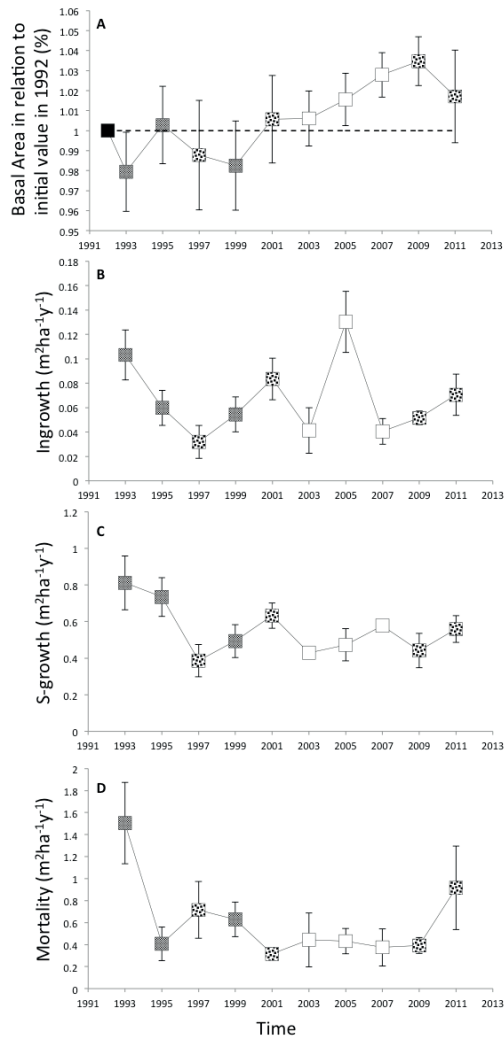 A
Basal Area in relation to
initial value in 1992 (%)
1.06
1.05
1.04
1.03
1.02
1.01
1
0.99
0.98
0.97
0.96
0.95
1991 1993 1995 1997 1999 2001 2003 2005 2007 2009 2011 2013
B
Ingrowth (m²ha⁻¹y⁻¹)
0.18
0.16
0.14
0.12
0.1
0.08
0.06
0.04
0.02
0
1991 1993 1995 1997 1999 2001 2003 2005 2007 2009 2011 2013
C
S-growth (m²ha⁻¹y⁻¹)
1.2
1
0.8
0.6
0.4
0.2
0
1991 1993 1995 1997 1999 2001 2003 2005 2007 2009 2011 2013
D
Mortality (m²ha⁻¹y⁻¹)
2
1.8
1.6
1.4
1.2
1
0.8
0.6
0.4
0.2
0
1991 1993 1995 1997 1999 2001 2003 2005 2007 2009 2011 2013
Time